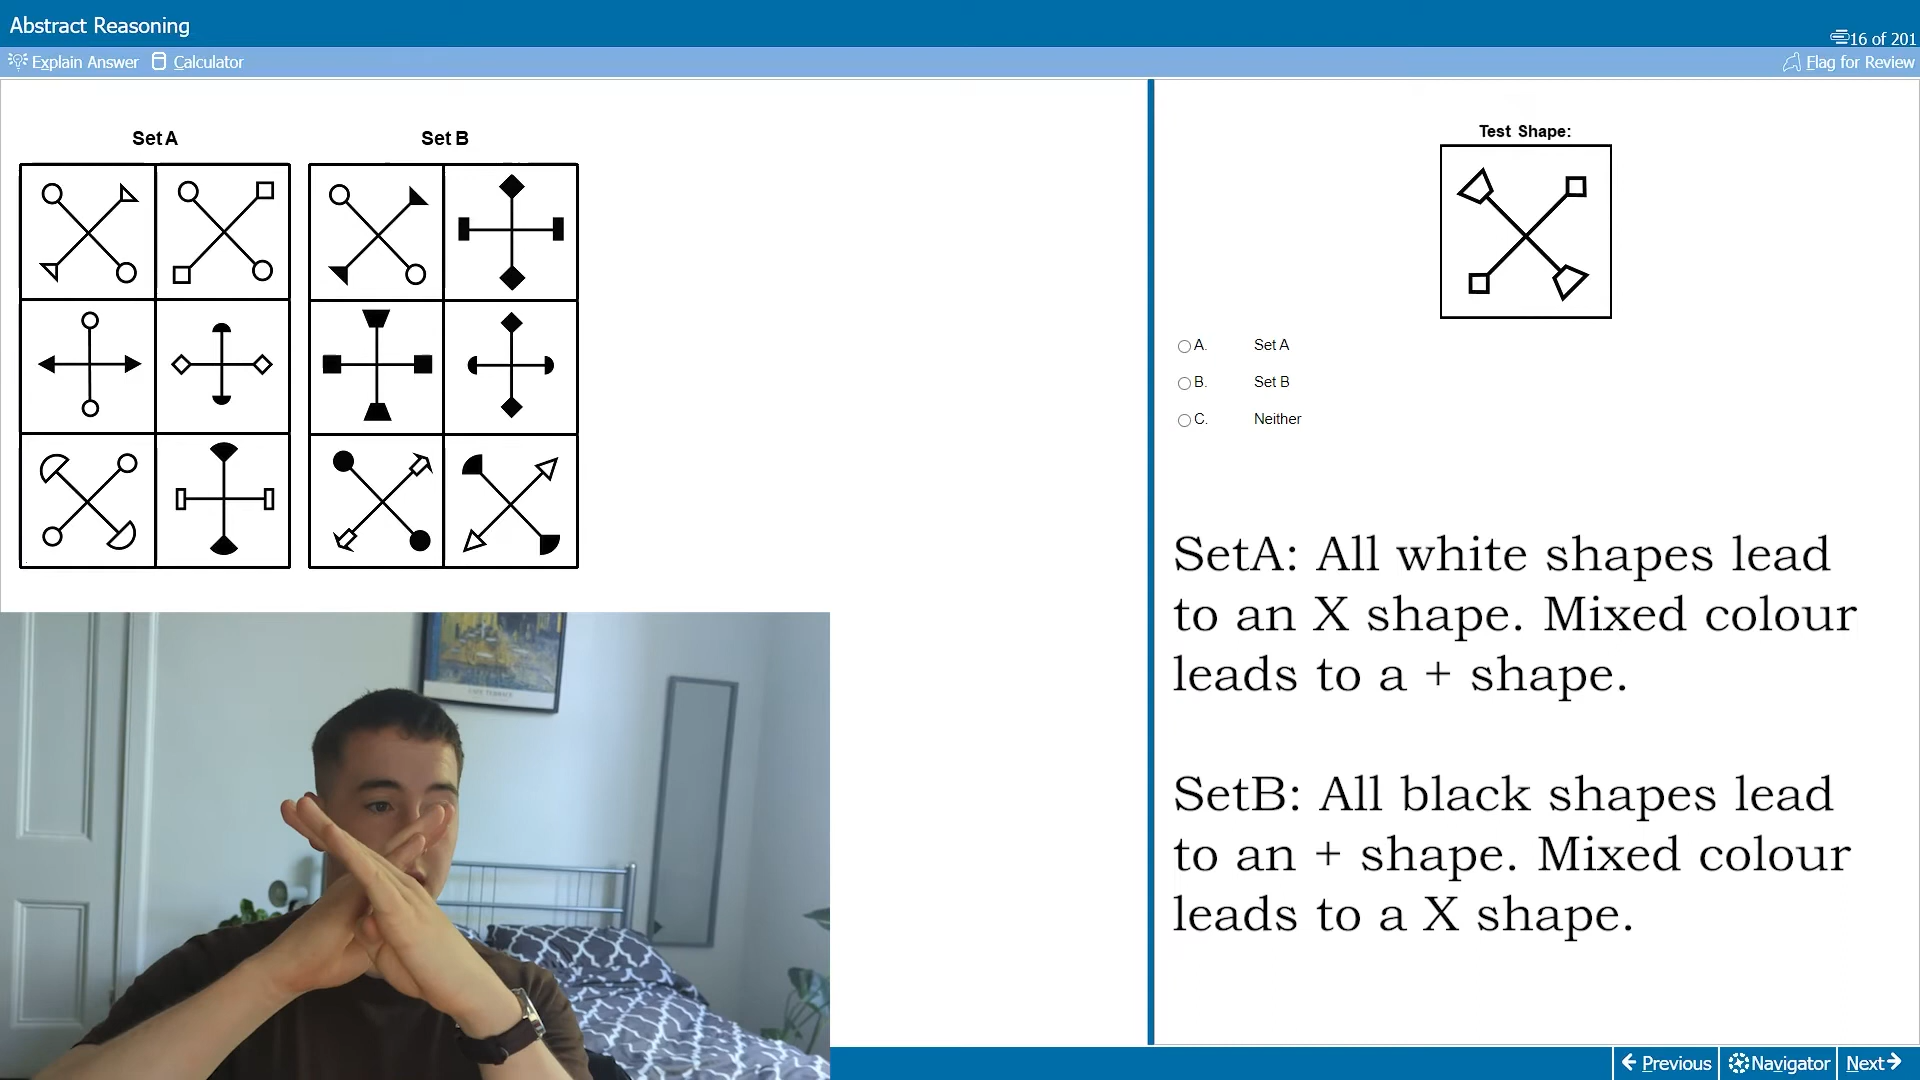 Abstract Reasoning
16 of 201
Explain Answer Calculator
Flag for Review
Set A
Set B
Test Shape:
A. Set A
B. Set B
C. Neither
SetA: All white shapes lead
to an X shape. Mixed colour
leads to a + shape.
SetB: All black shapes lead
to an + shape. Mixed colour
leads to a X shape.
Previous Navigator Next